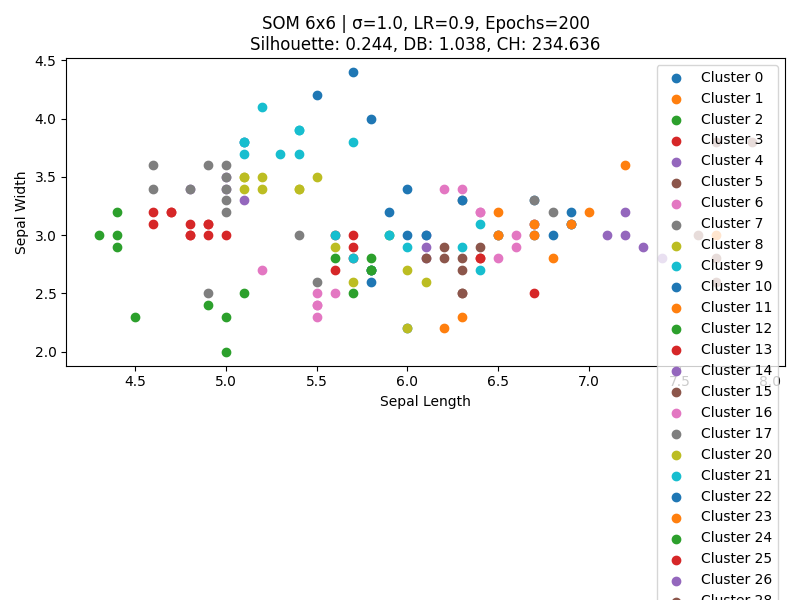 SOM 6x6 | σ=1.0, LR=0.9, Epochs=200
Silhouette: 0.244, DB: 1.038, CH: 234.636
4.5
4.0
3.5
3.0
2.5
2.0
Sepal Width
4.5
5.0
5.5
6.0
6.5
7.0
7.5
8.0
Sepal Length
Cluster 0
Cluster 1
Cluster 2
Cluster 3
Cluster 4
Cluster 5
Cluster 6
Cluster 7
Cluster 8
Cluster 9
Cluster 10
Cluster 11
Cluster 12
Cluster 13
Cluster 14
Cluster 15
Cluster 16
Cluster 17
Cluster 20
Cluster 21
Cluster 22
Cluster 23
Cluster 24
Cluster 25
Cluster 26
Cluster 28